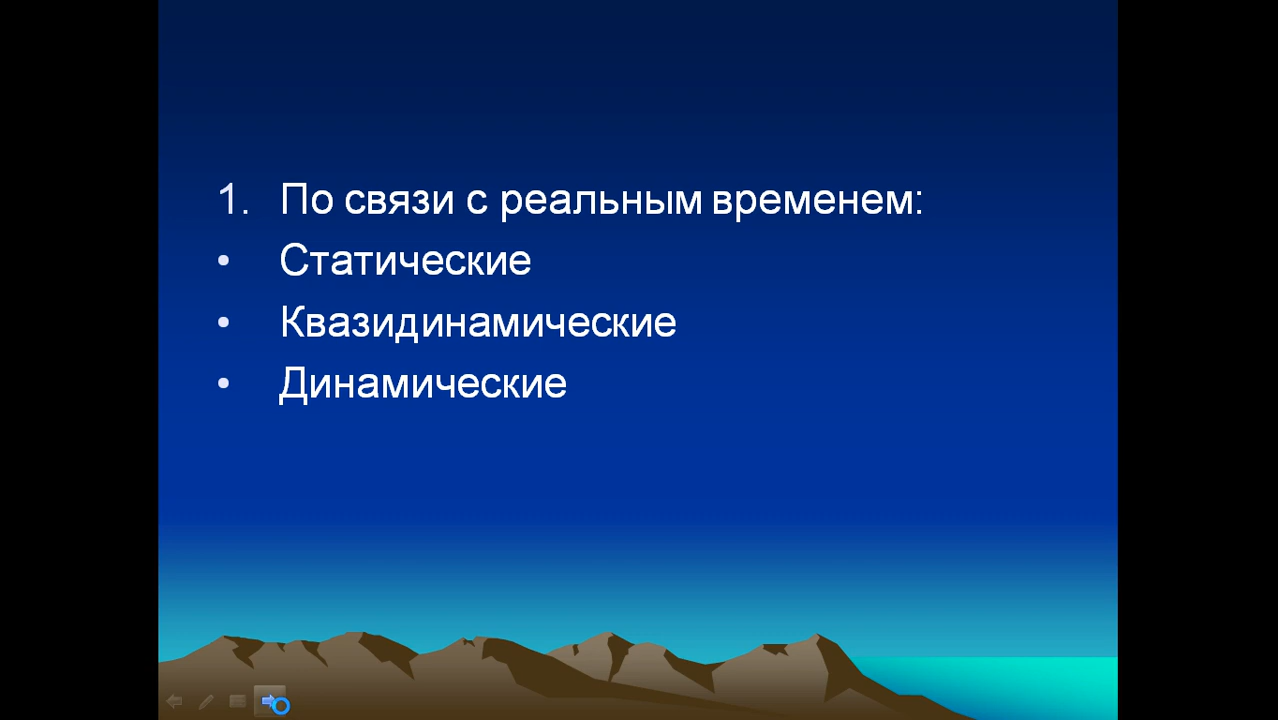 1. По связи с реальным временем:
• Статические
• Квазидинамические
• Динамические